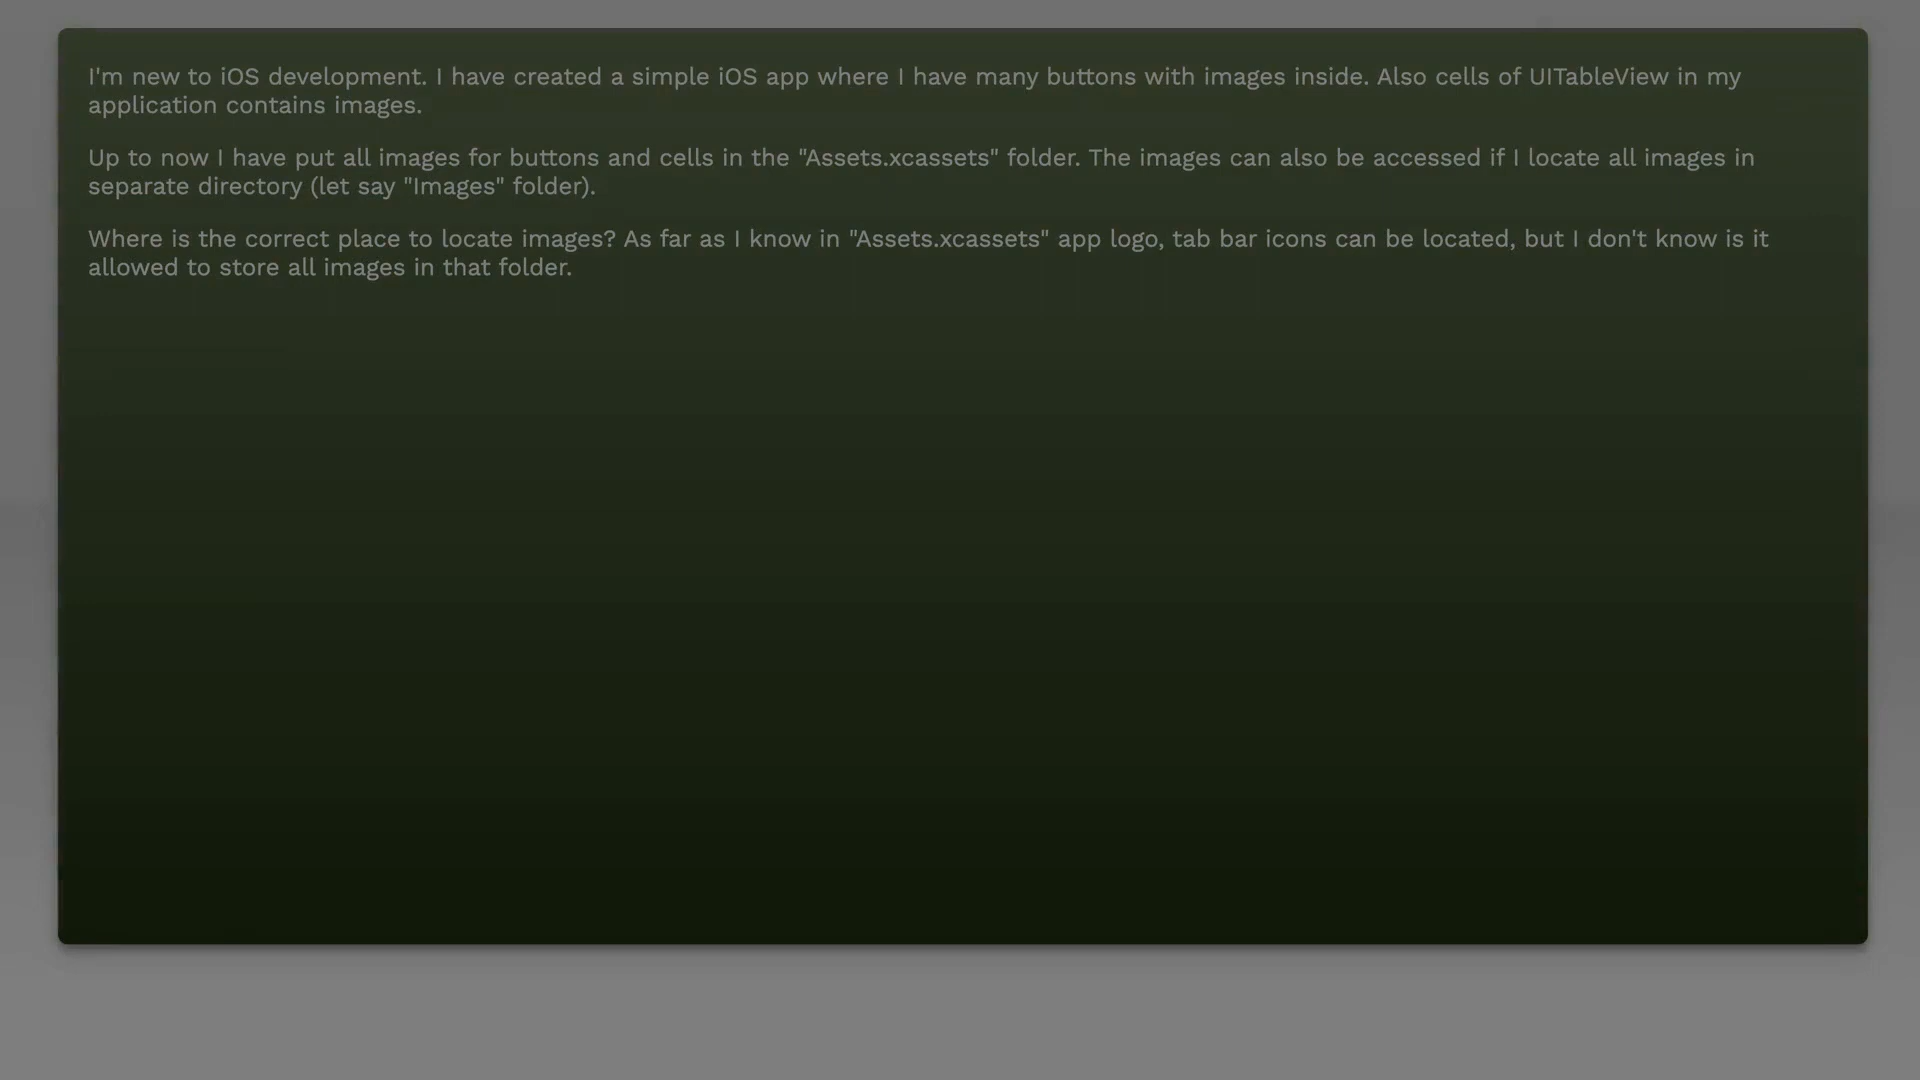 I'm new to iOS development. I have created a simple iOS app where I have many buttons with images inside. Also cells of UITableView in my
application contains images.
Up to now I have put all images for buttons and cells in the "Assets.xcassets" folder. The images can also be accessed if I locate all images in
separate directory (let say "Images" folder).
Where is the correct place to locate images? As far as I know in "Assets.xcassets" app logo, tab bar icons can be located, but I don't know is it
allowed to store all images in that folder.